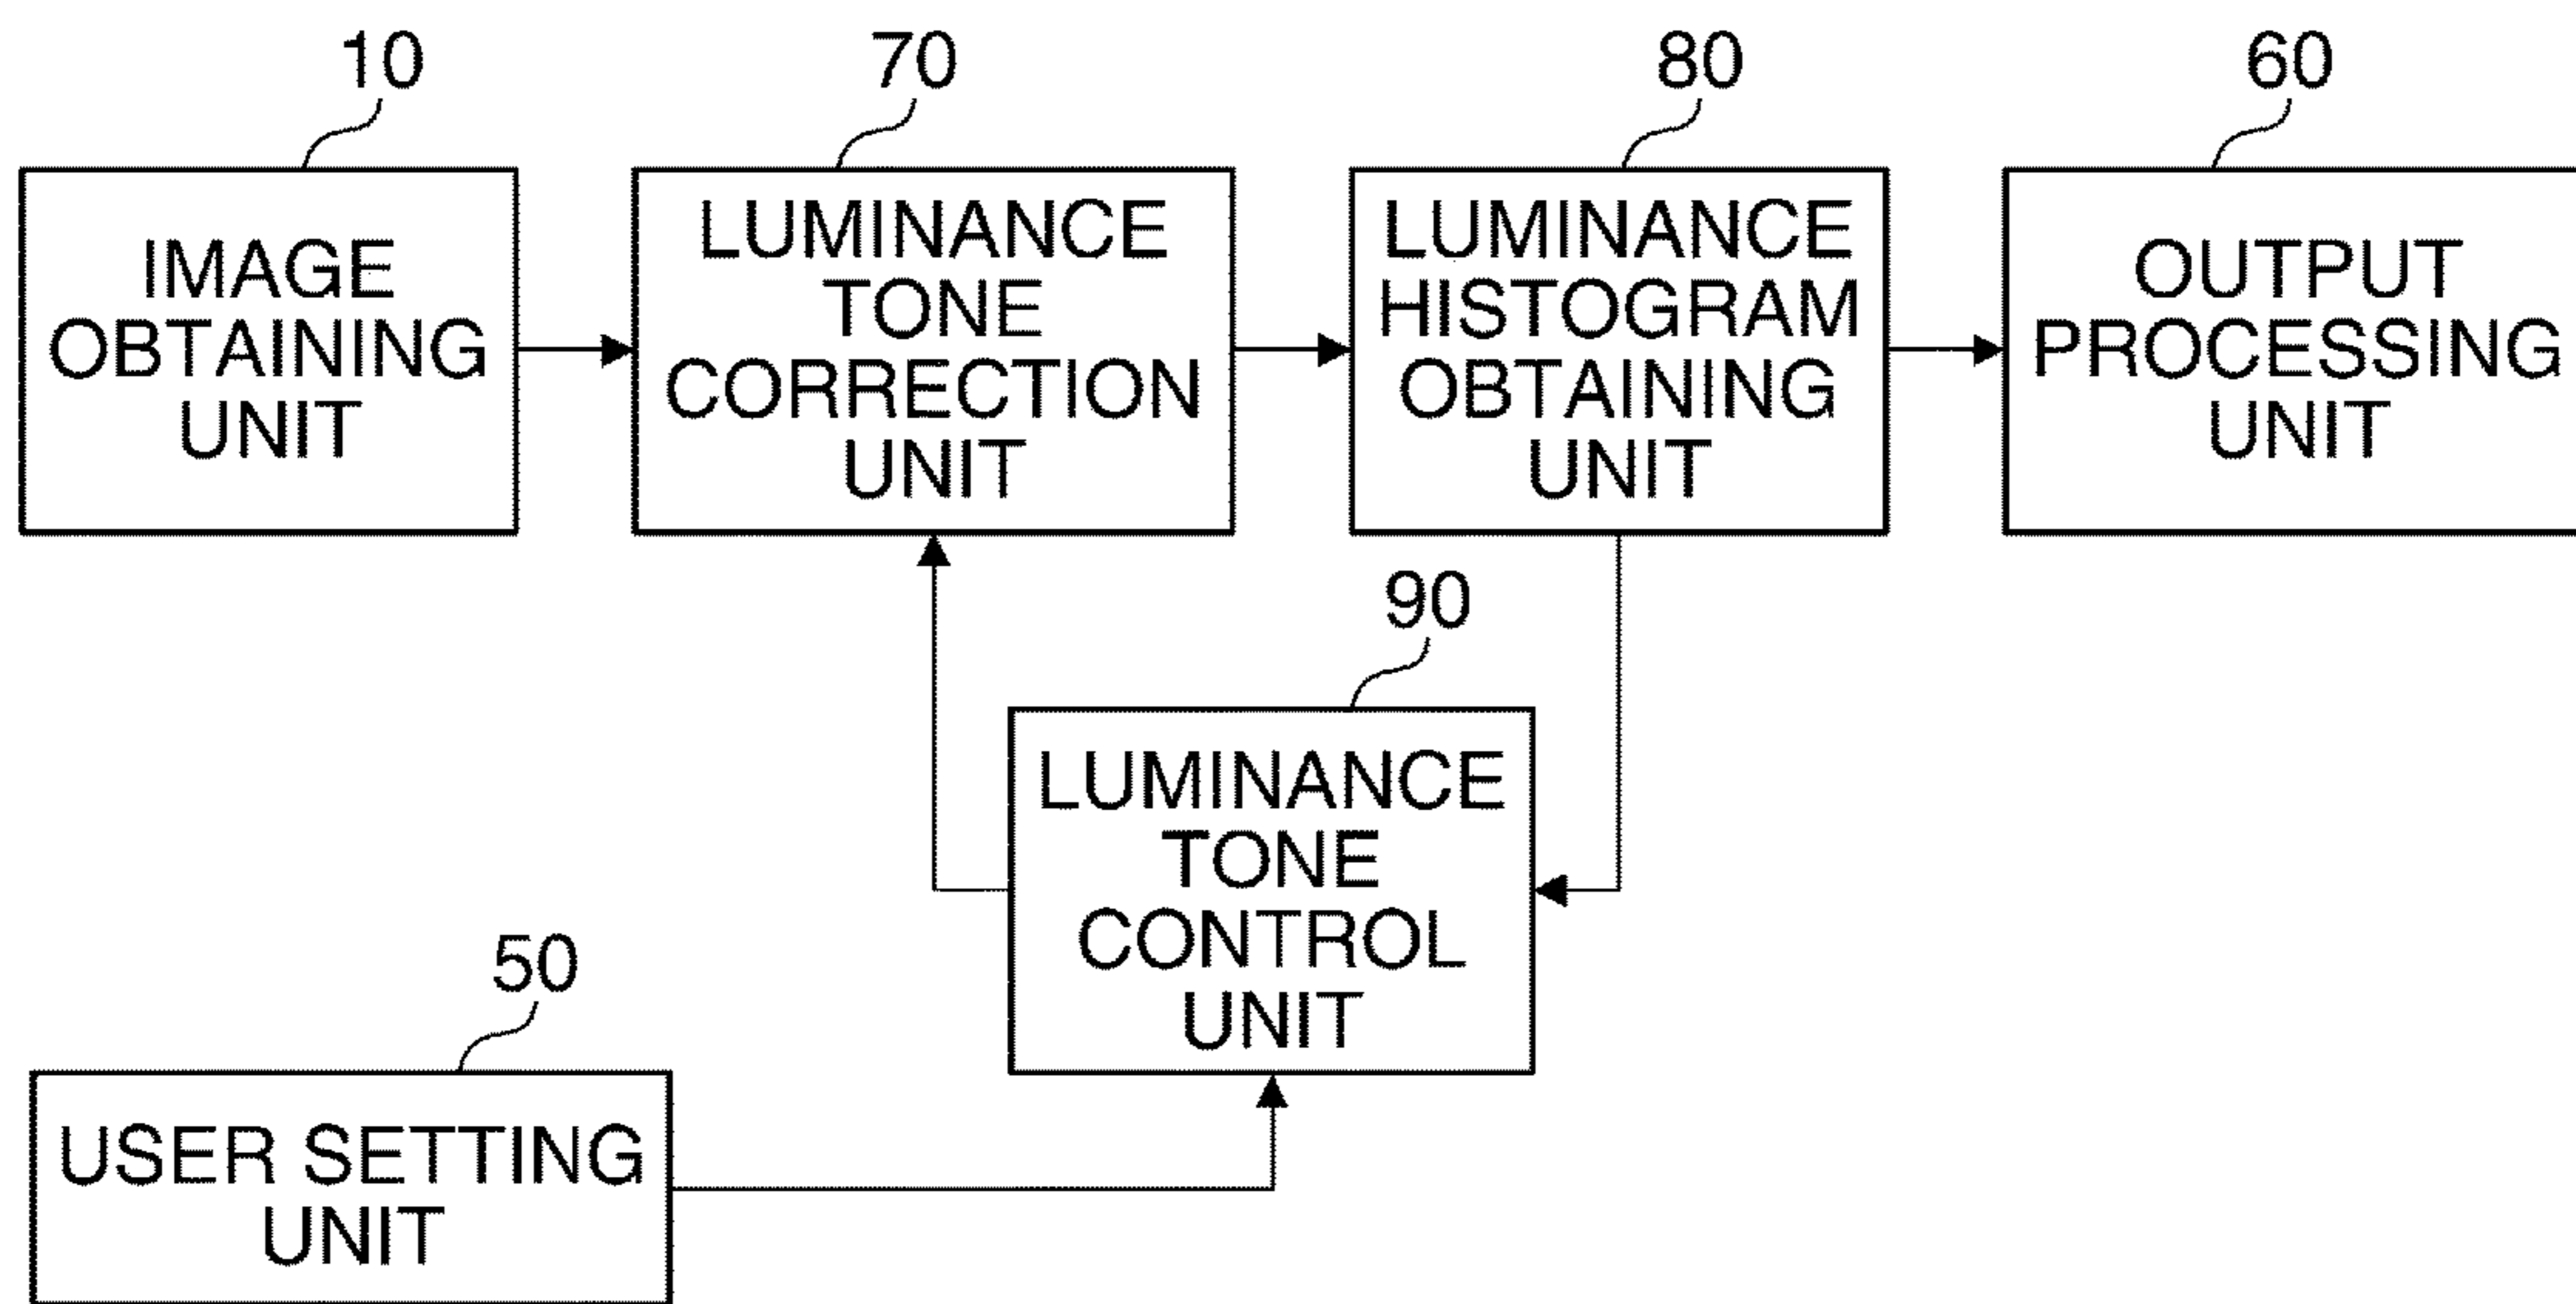 10
IMAGE
OBTAINING
UNIT
70
LUMINANCE
TONE
CORRECTION
UNIT
80
LUMINANCE
HISTOGRAM
OBTAINING
UNIT
60
OUTPUT
PROCESSING
UNIT
90
LUMINANCE
TONE
CONTROL
UNIT
50
USER SETTING
UNIT